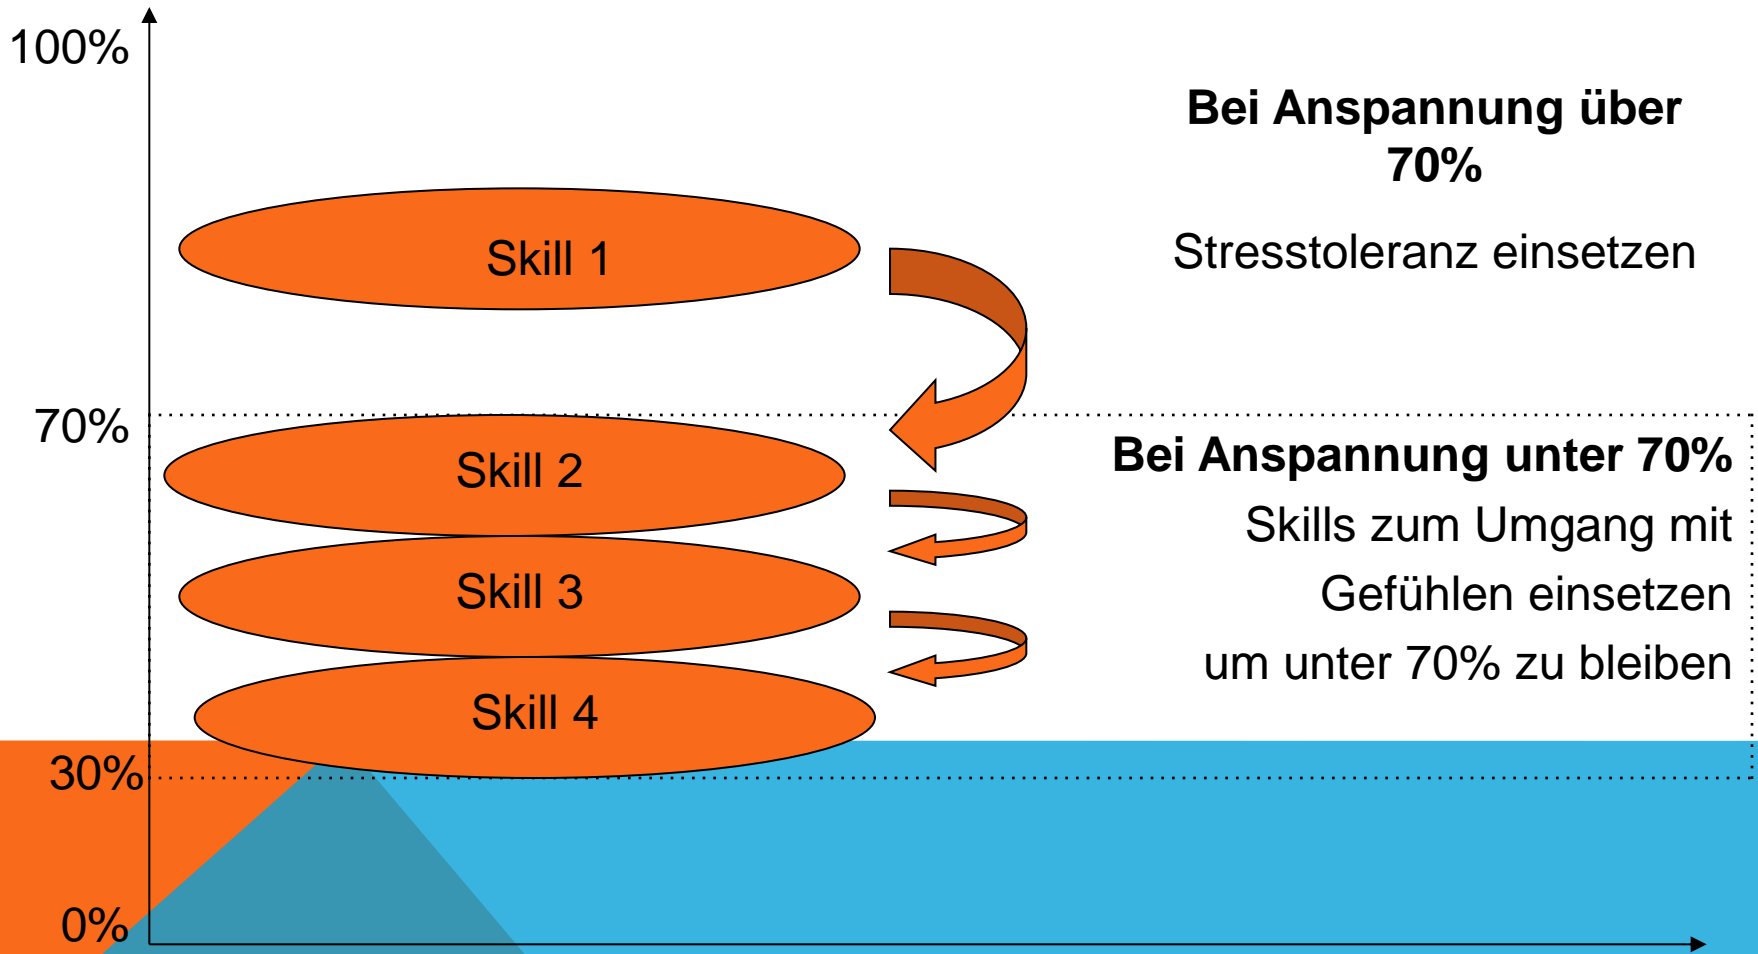 100%
Bei Anspannung über
70%
Skill 1
Stresstoleranz einsetzen
70%
Bei Anspannung unter 70%
Skill 2
Skills zum Umgang mit
Skill 3
Gefühlen einsetzen
um unter 70% zu bleiben
Skill 4
30%
0%